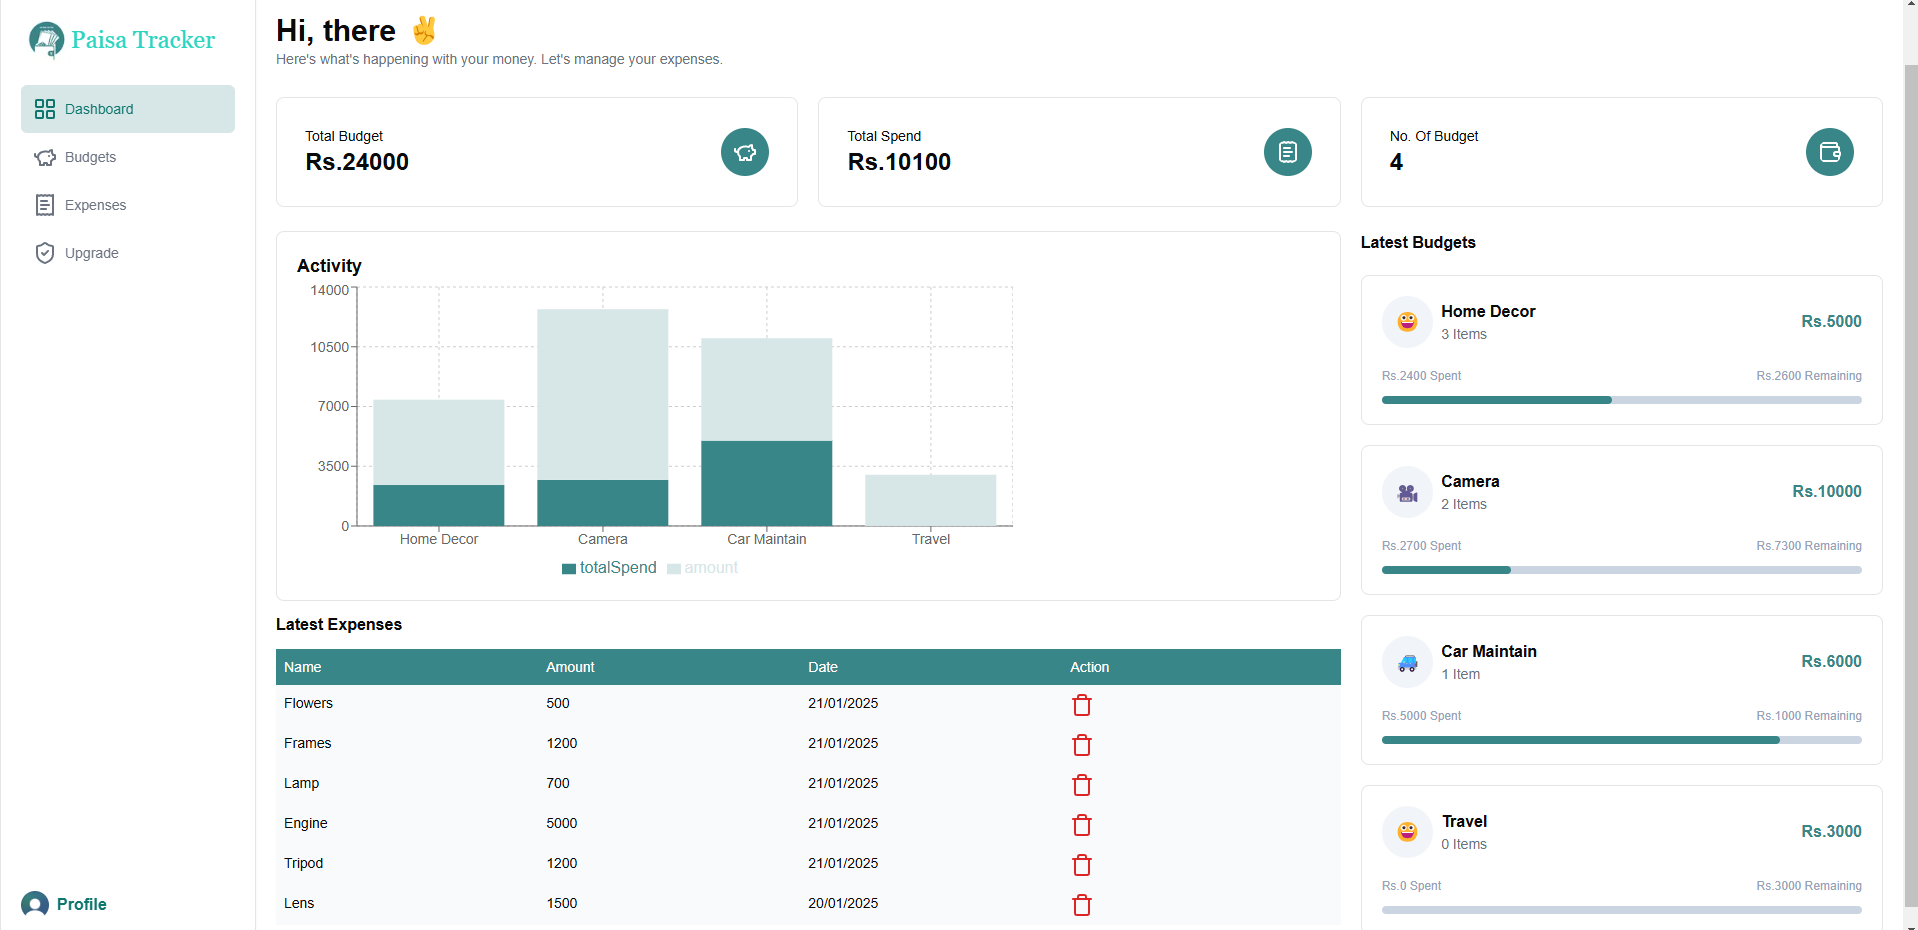 Paisa Tracker
Dashboard
Budgets
Expenses
Upgrade
Profile
Hi, there ✌️
Here's what's happening with your money. Let's manage your expenses.
Total Budget
Rs.24000
Total Spend
Rs.10100
No. Of Budget
4
Activity
14000
10500
7000
3500
0
Home Decor Camera Car Maintain Travel
totalSpend amount
Latest Expenses
Name Amount Date Action
Flowers 500 21/01/2025
Frames 1200 21/01/2025
Lamp 700 21/01/2025
Engine 5000 21/01/2025
Tripod 1200 21/01/2025
Lens 1500 20/01/2025
Latest Budgets
Home Decor
3 Items
Rs.5000
Rs.2400 Spent Rs.2600 Remaining
Camera
2 Items
Rs.10000
Rs.2700 Spent Rs.7300 Remaining
Car Maintain
1 Item
Rs.6000
Rs.5000 Spent Rs.1000 Remaining
Travel
0 Items
Rs.3000
Rs.0 Spent Rs.3000 Remaining